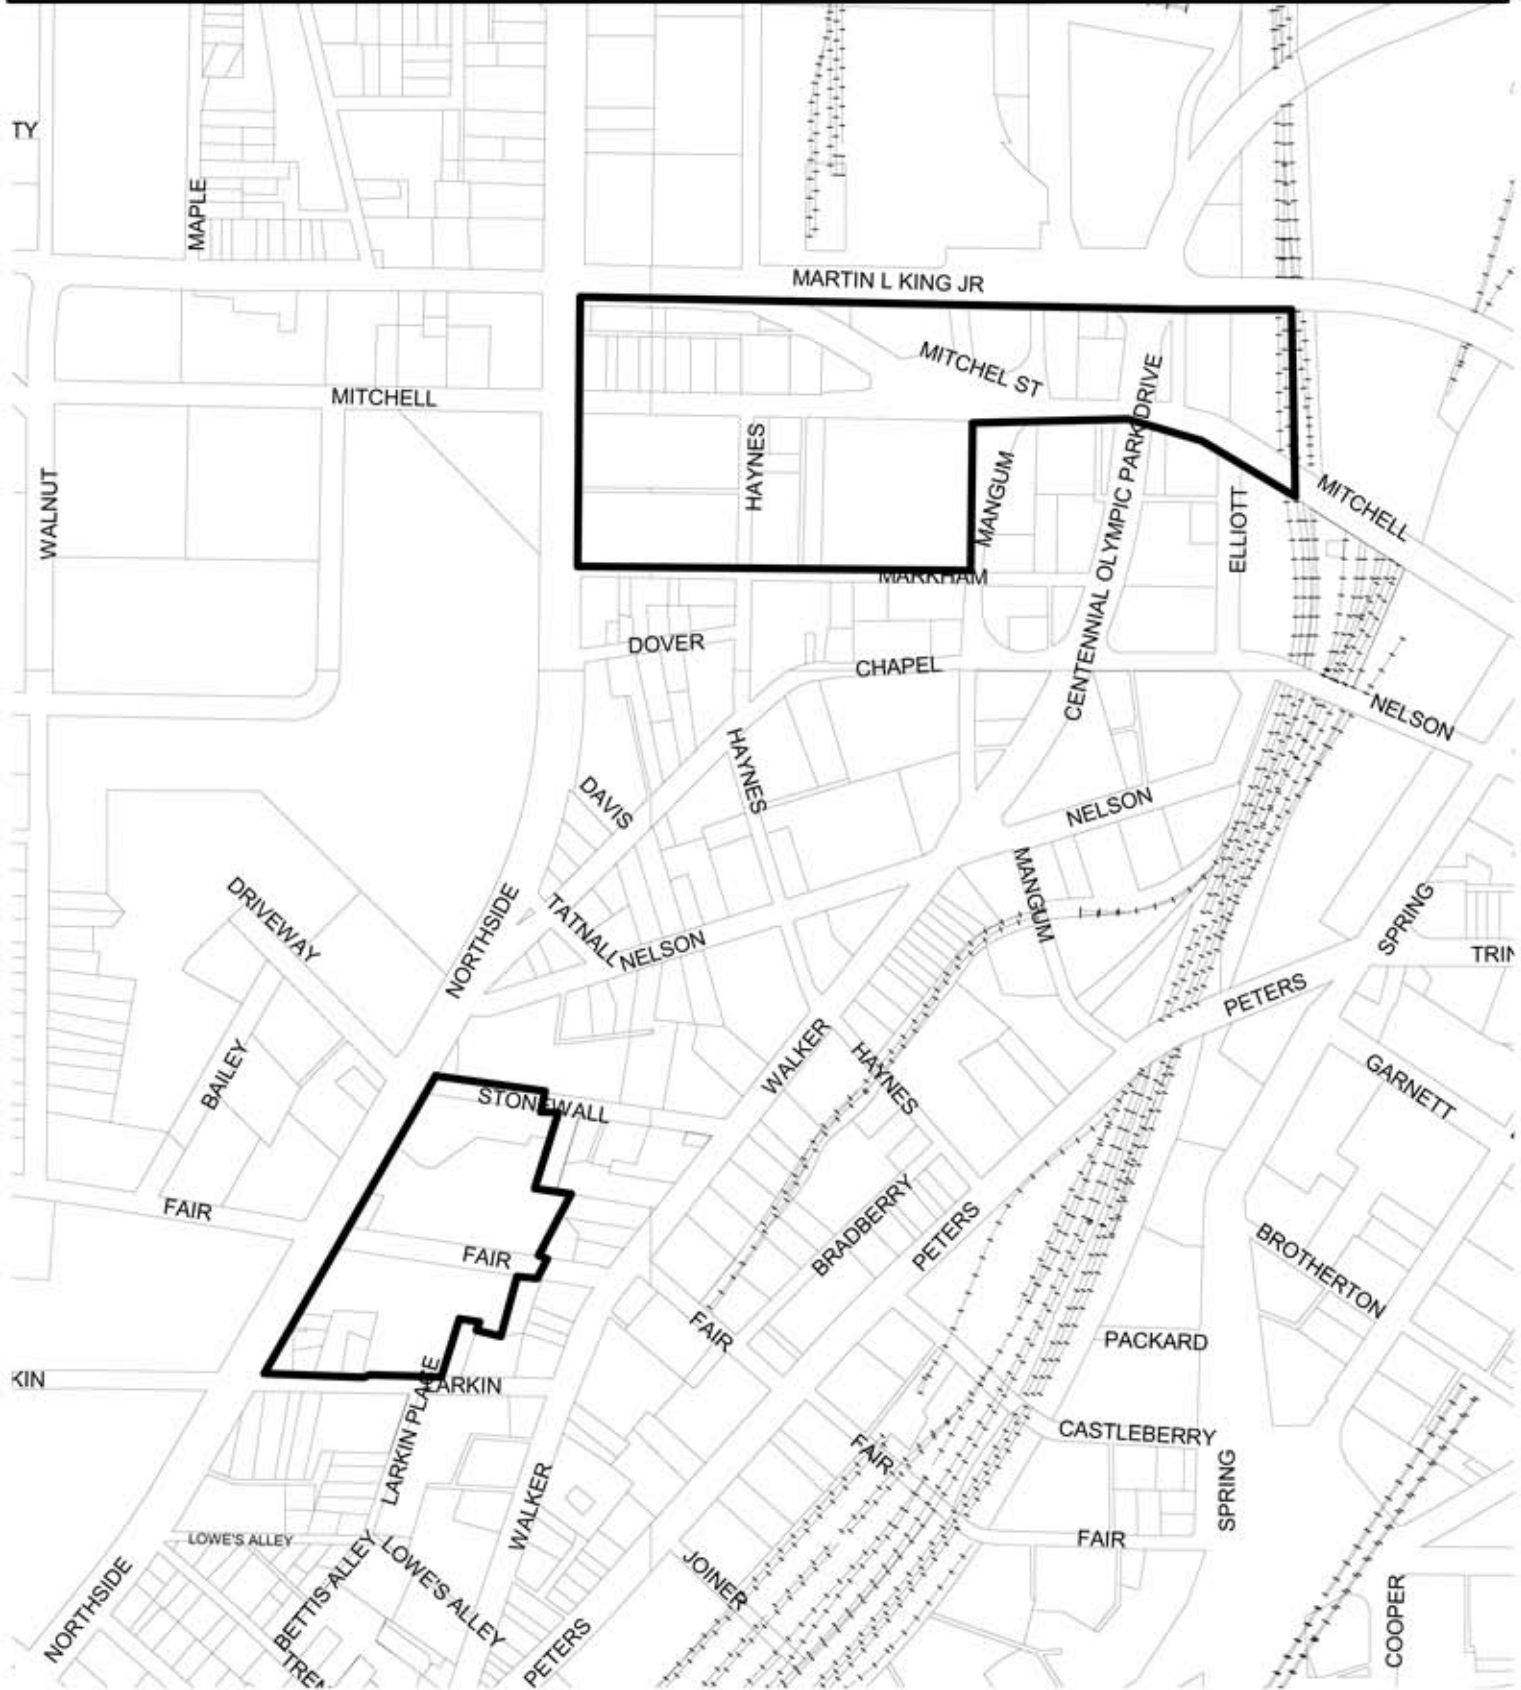 TY
MAPLE
MARTIN L KING JR
MITCHEL ST
MITCHELL
CENTENNIAL OLYMPIC PARK DRIVE
HAYNES
WALNUT
MANGUM
ELLIOTT
MITCHELL
MARKHAM
DOVER
CHAPEL
NELSON
HAYNES
DAVIS
NELSON
MANGUM
DRIVEWAY
NORTHSIDE
TATNALL
NELSON
SPRING
TRIN
PETERS
WALKER
HAYNES
BAILEY
GARNETT
STONEWALL
FAIR
BRADBERRY
PETERS
FAIR
BROTHERTON
FAIR
PACKARD
KIN
LARKIN
LARKIN PLACE
CASTLEBERRY
FAIR
WALKER
SPRING
LOWE'S ALLEY
FAIR
NORTHSIDE
BETTIS ALLEY
LOWE'S ALLEY
JOINER
COOPER
PETERS
TREN